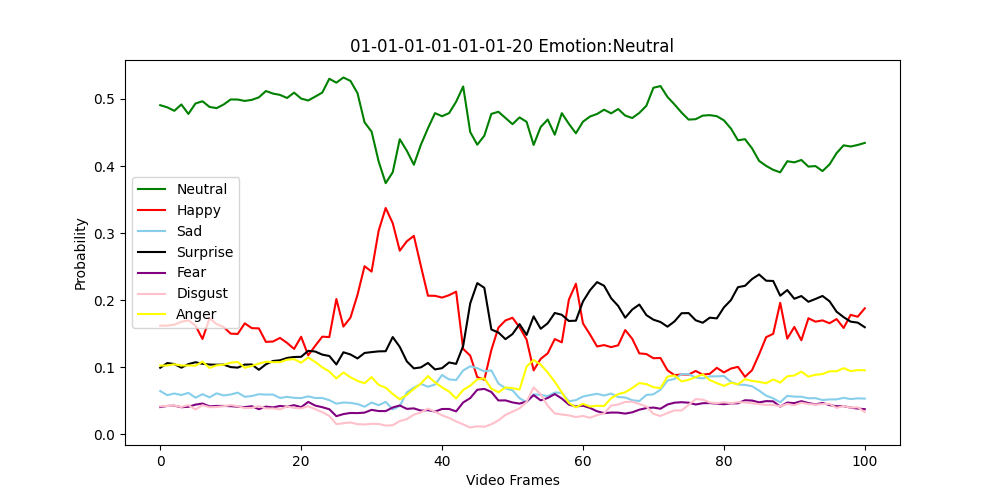 01-01-01-01-01-01-20 Emotion:Neutral
Probability
0.5
0.4
0.3
0.2
0.1
0.0
Neutral
Happy
Sad
Surprise
Fear
Disgust
Anger
0 20 40 60 80 100
Video Frames